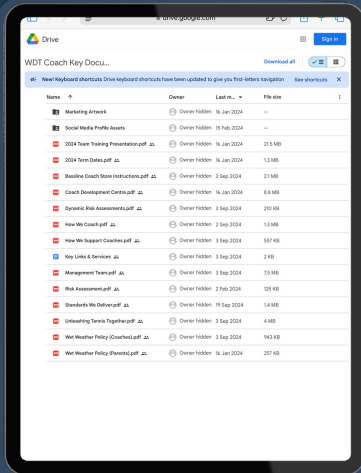 drive.google.com
Drive
Sign in
WDT Coach Key Docu...
Download all
New! Keyboard shortcuts Drive keyboard shortcuts have been updated to give you first-letters navigation
See shortcuts
Name Owner Last m... File size
Marketing Artwork Owner hidden 16 Jan 2024 —
Social Media Profile Assets Owner hidden 15 Feb 2024 —
2024 Team Training Presentation.pdf Owner hidden 16 Jan 2024 21.5 MB
2024 Term Dates.pdf Owner hidden 16 Jan 2024 1.3 MB
Bassline Coach Store Instructions.pdf Owner hidden 3 Sep 2024 2.1 MB
Coach Development Centre.pdf Owner hidden 16 Jan 2024 8.8 MB
Dynamic Risk Assessments.pdf Owner hidden 3 Sep 2024 210 KB
How We Coach.pdf Owner hidden 2 Sep 2024 1.3 MB
How We Support Coaches.pdf Owner hidden 3 Sep 2024 557 KB
Key Links & Services Owner hidden 3 Sep 2024 2 KB
Management Team.pdf Owner hidden 3 Sep 2024 7.5 MB
Risk Assessment.pdf Owner hidden 2 Feb 2024 125 KB
Standards We Deliver.pdf Owner hidden 19 Sep 2024 1.4 MB
Unleashing Tennis Together.pdf Owner hidden 3 Sep 2024 4 MB
Wet Weather Policy (Coaches).pdf Owner hidden 3 Sep 2024 943 KB
Wet Weather Policy (Parents).pdf Owner hidden 16 Jan 2024 257 KB